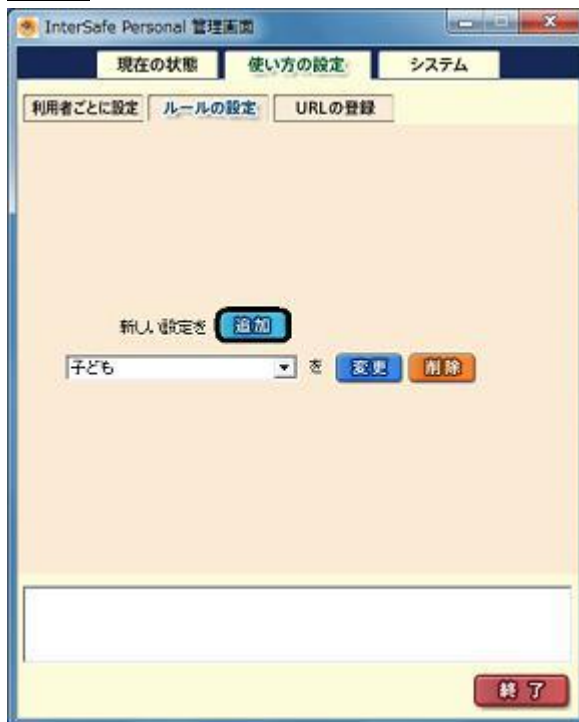 InterSafe Personal 管理画面
現在の状態 使い方の設定 システム
利用者ごとに設定 ルールの設定 URLの登録
新しい設定を 追加
子ども を 変更 削除
終了